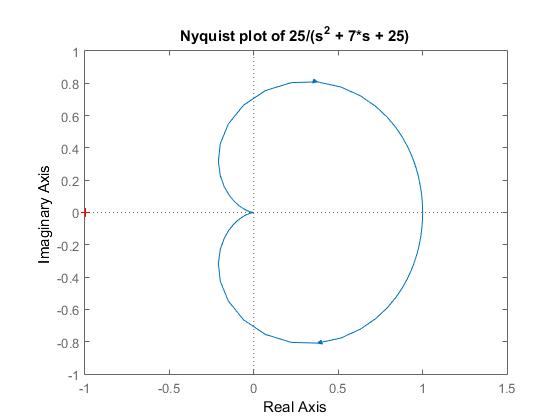 Nyquist plot of 25/(s² + 7*s + 25)
1
0.8
0.6
0.4
0.2
0
-0.2
-0.4
-0.6
-0.8
-1
Imaginary Axis
-1 -0.5 0 0.5 1 1.5
Real Axis